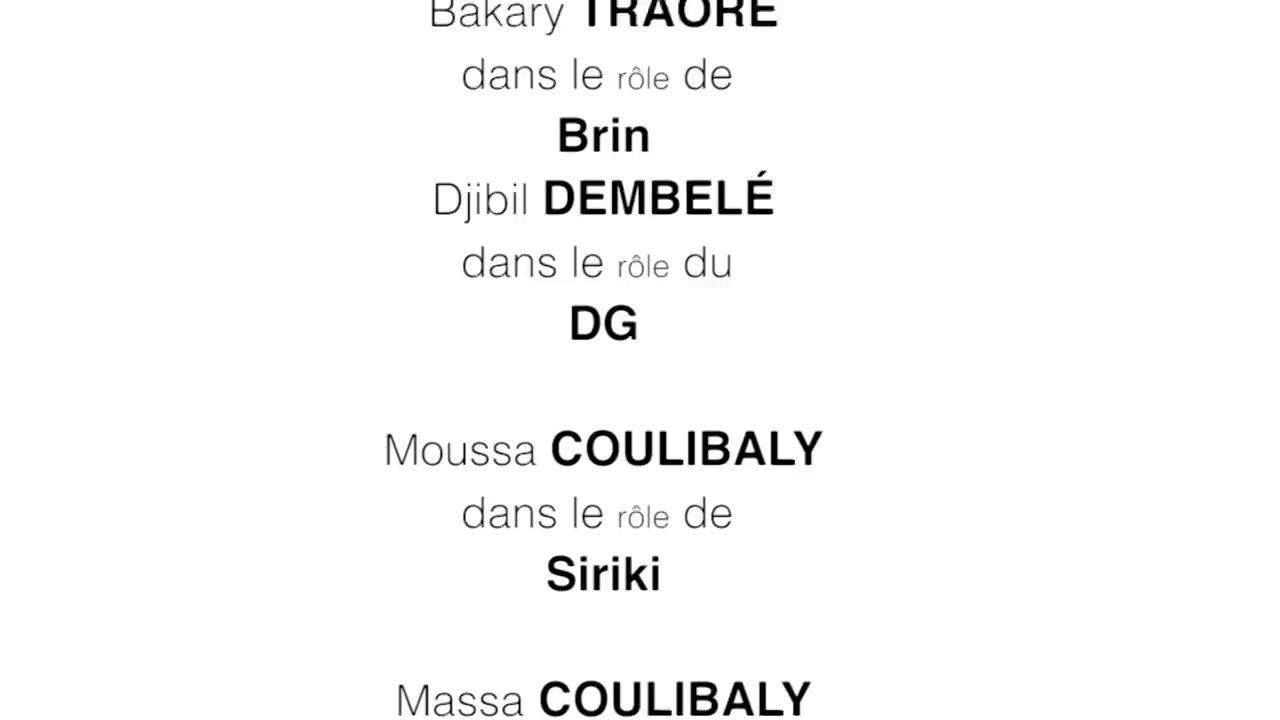 Bakary TRAORÉ
dans le rôle de
Brin
Djibil DEMBELÉ
dans le rôle du
DG
Moussa COULIBALY
dans le rôle de
Siriki
Massa COULIBALY